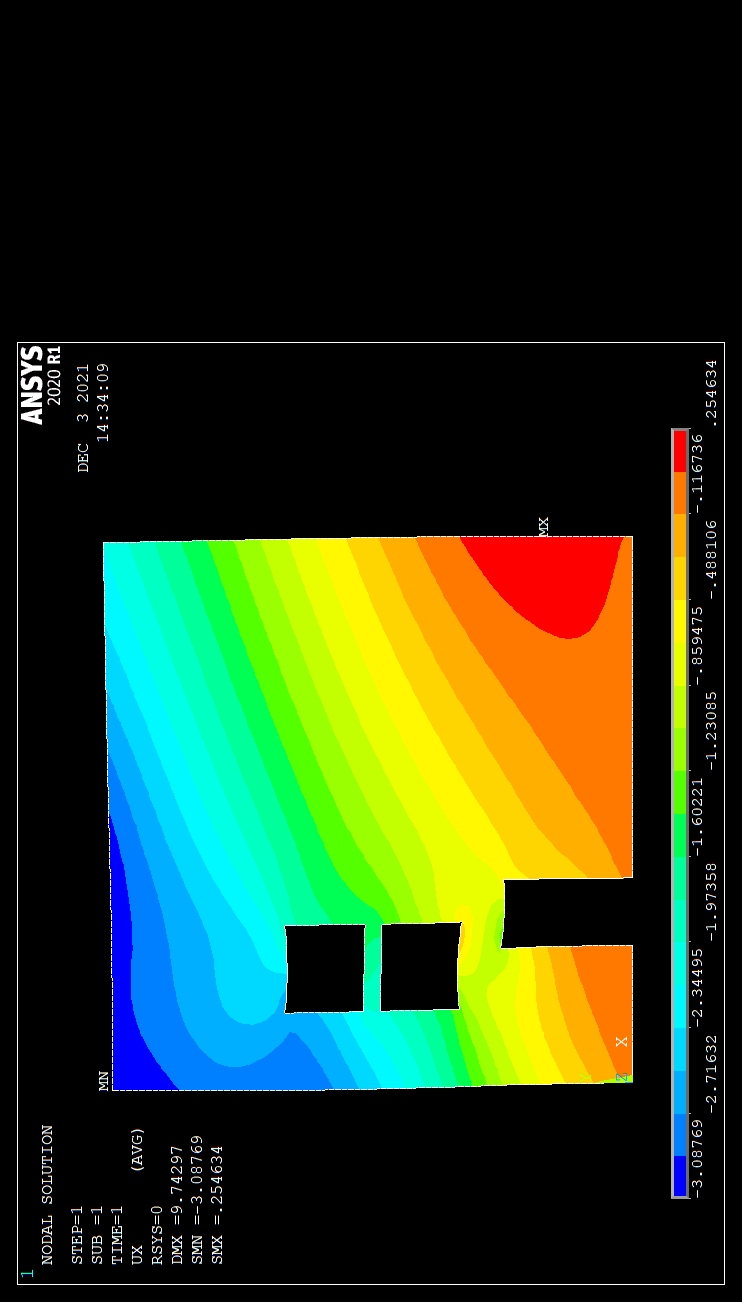 1
NODAL SOLUTION
STEP=1
SUB =1
TIME=1
UX (AVG)
RSYS=0
DMX =9.74297
SMN =-3.08769
SMX =.254634
ANSYS
2020 R1
DEC 3 2021
14:34:09
MN
MX
Z X
-3.08769
-2.71632
-2.34495
-1.97358
-1.60221
-1.23085
-.859475
-.488106
-.116736
.254634